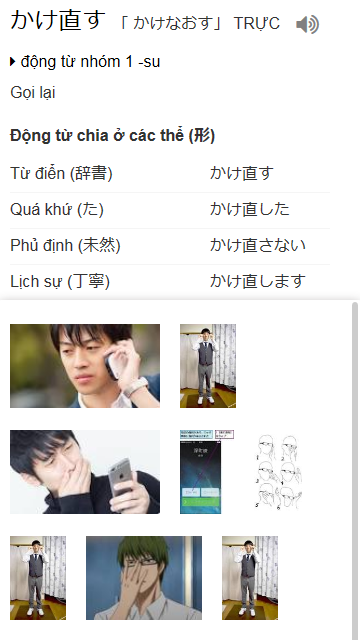 かけ直す 「 かけなおす」 TRỰC
động từ nhóm 1 -su
Gọi lại
Động từ chia ở các thể (形)
Từ điển (辞書) かけ直す
Quá khứ (た) かけ直した
Phủ định (未然) かけ直さない
Lịch sự (丁寧) かけ直します